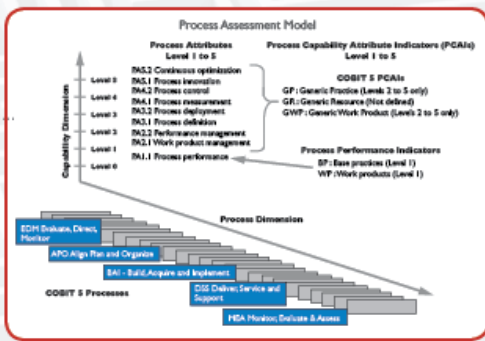 Process Assessment Model
Process Attributes
Level 1 to 5
Process Capability Attribute Indicators (PCAIs)
Level 1 to 5
PA5.2 Continuous optimization
PA5.1 Process innovation
PA4.2 Process control
PA4.1 Process measurement
PA3.2 Process deployment
PA3.1 Process definition
PA2.2 Performance management
PA2.1 Work product management
PA1.1 Process performance
COBIT 5 PCAIs
GP : Generic Practice (Levels 2 to 5 only)
GR : Generic Resource (Not defined)
GWP : Generic Work Product (Levels 2 to 5 only)
Process Performance Indicators
BP : Base practices (Level 1)
WP : Work products (Level 1)
Capability Dimension
Level 5
Level 4
Level 3
Level 2
Level 1
Level 0
Process Dimension
EDM Evaluate, Direct,
Monitor
APO Align Plan and Organize
BAI - Build, Acquire and Implement
DSS Deliver, Service and
Support
MEA Monitor, Evaluate & Assess
COBIT 5 Processes